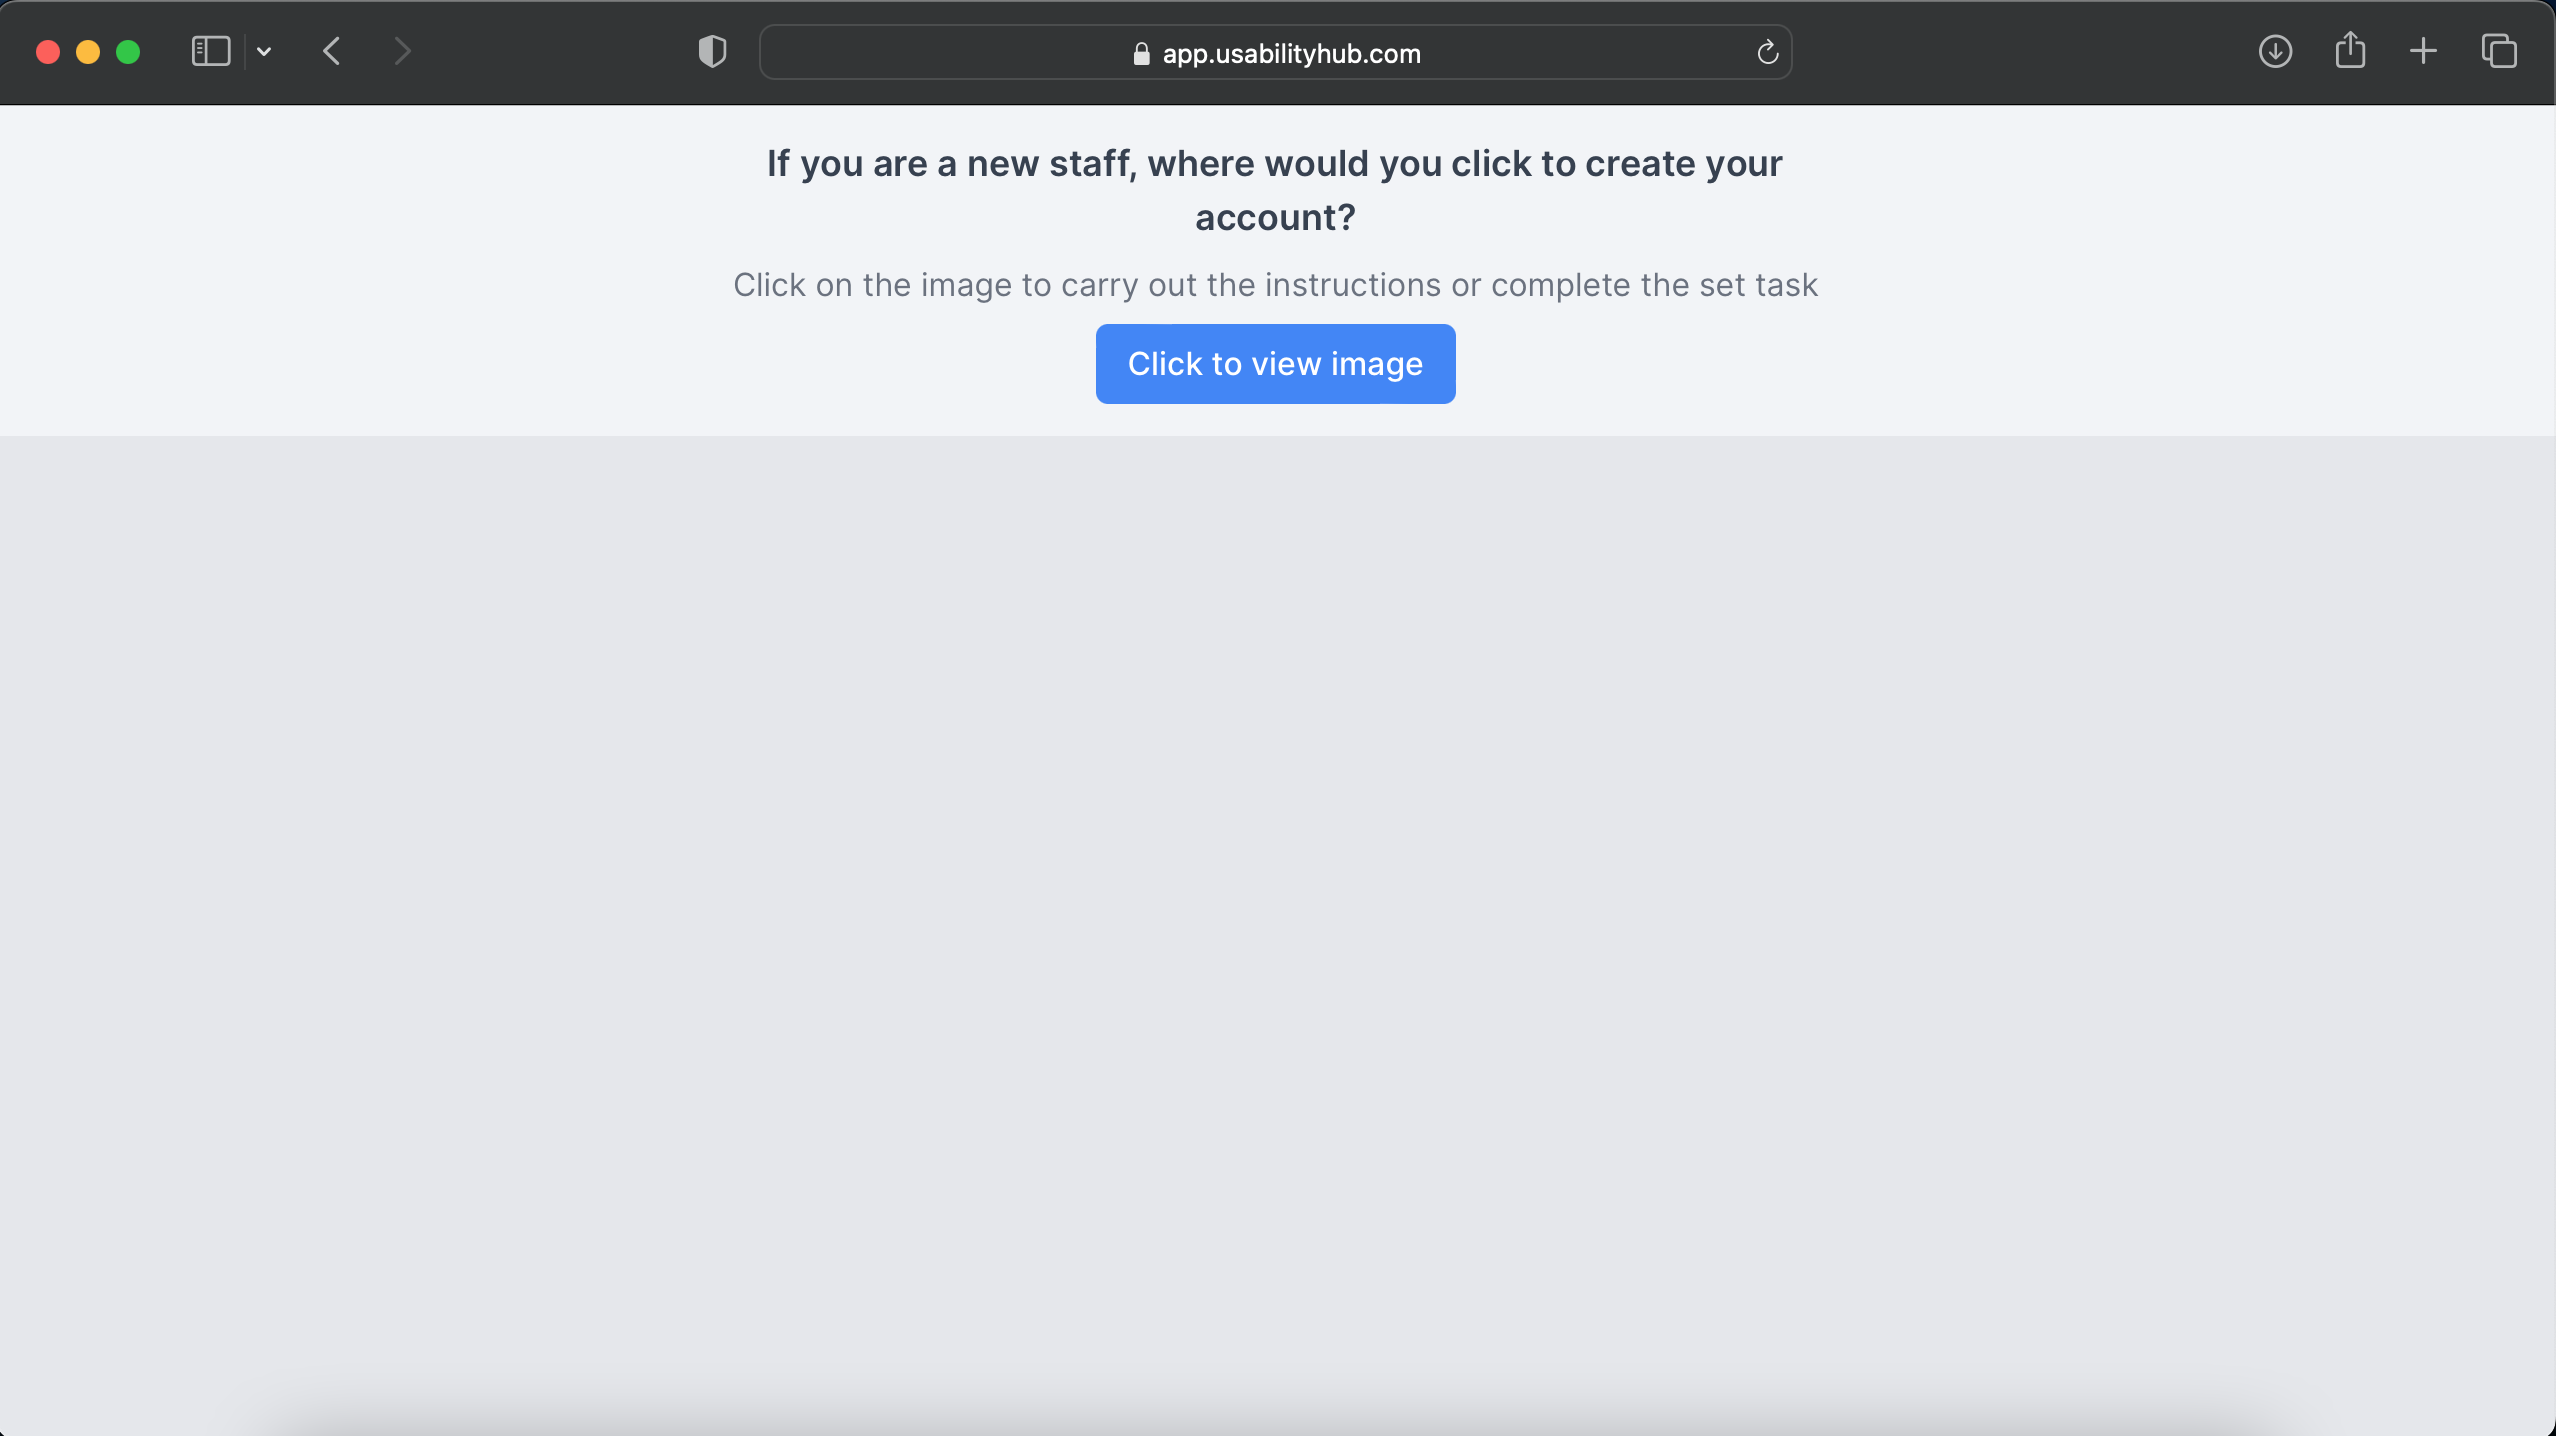 app.usabilityhub.com
If you are a new staff, where would you click to create your
account?
Click on the image to carry out the instructions or complete the set task
Click to view image